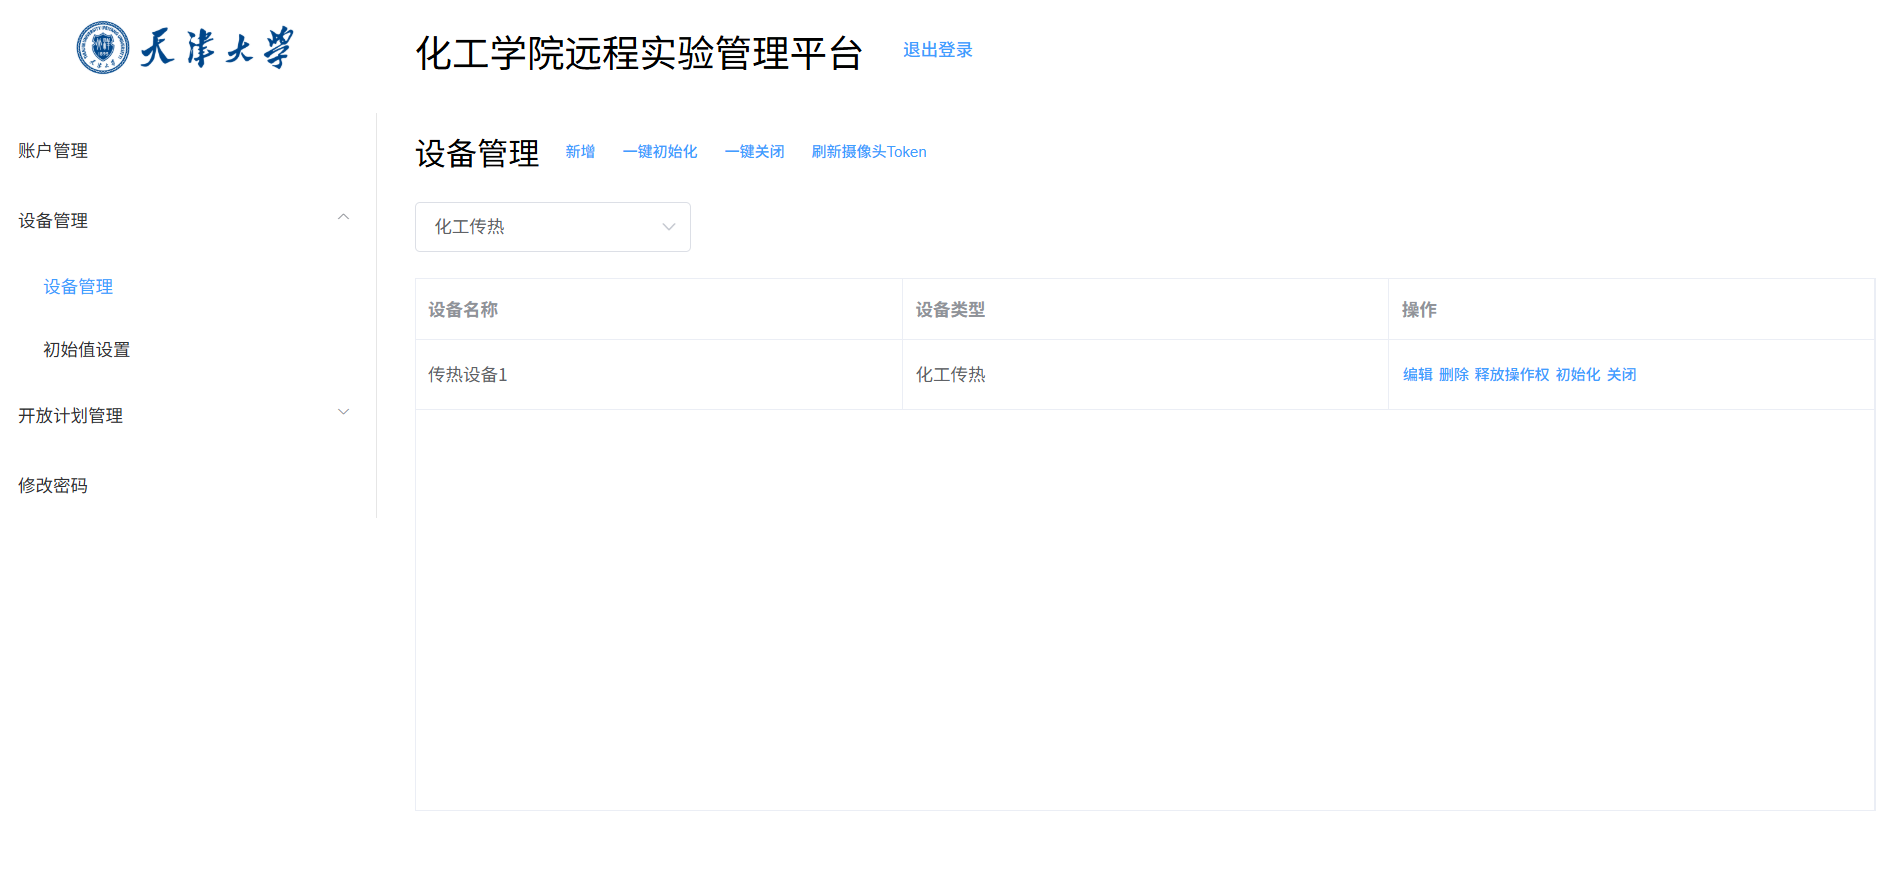 天津大学
化工学院远程实验管理平台 退出登录
账户管理
设备管理
设备管理
初始值设置
开放计划管理
修改密码
设备管理 新增 一键初始化 一键关闭 刷新摄像头Token
化工传热
设备名称 设备类型 操作
传热设备1 化工传热 编辑 删除 释放操作权 初始化 关闭